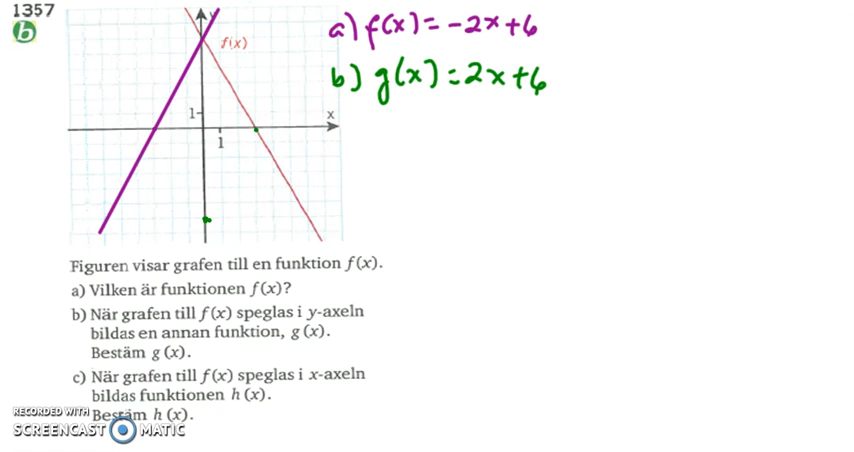 1357
b
y
f(x)
1
x
1
a) f(x) = -2x+6
b) g(x) = 2x+6
Figuren visar grafen till en funktion f(x).
a) Vilken är funktionen f(x)?
b) När grafen till f(x) speglas i y-axeln
bildas en annan funktion, g(x).
Bestäm g(x).
c) När grafen till f(x) speglas i x-axeln
bildas funktionen h(x).
Bestäm h(x).
RECORDED WITH
SCREENCAST MATIC